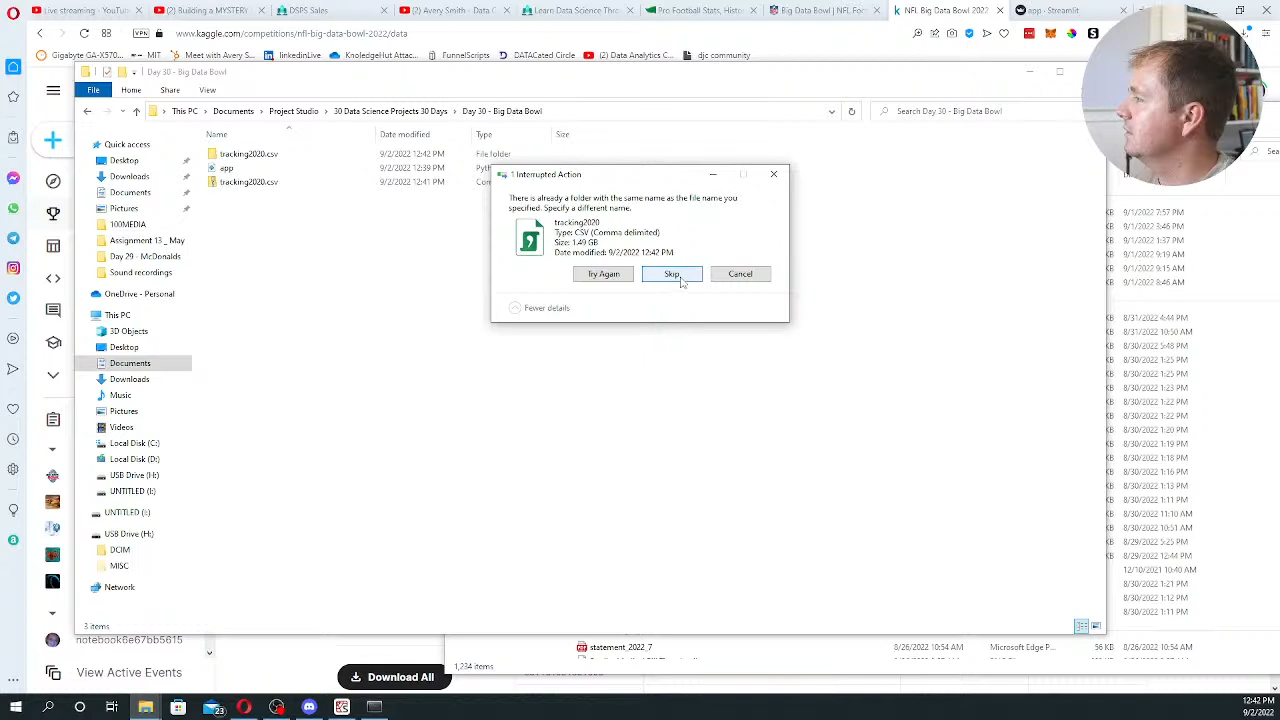 (2) Live stream - YouTube
(2) Building a MYSTERY
DSPS Sales
(2) Avery Smith - Data A
Learn Data Science Thro
Pro Football Stats, Histo
Big Data Bowl | NFL Foo
NFL Big Data Bowl 2022
app · Streamlit
VPN
www.kaggle.com/competitions/nfl-big-data-bowl-2022/data
Gigabyte GA-X570...
MIT
Meet with Avery S...
linkedinLive
KnoledgeHut Attac...
FunnelScripts
DATACated Circle
(2) Data Analytics C...
djc community
Day 30 - Big Data Bowl
File
Home
Share
View
This PC
Documents
Project Studio
30 Data Science Projects 30 Days
Day 30 - Big Data Bowl
Search Day 30 - Big Data Bowl
Name
Date modified
Type
Size
tracking2020.csv
9/2/2022 12:42 PM
File folder
app
9/2/2022 12:39 PM
tracking2020.csv
9/2/2022 12:41 PM
Quick access
Desktop
Downloads
Documents
Pictures
100MEDIA
Assignment 13 _ May
Day 29 - McDonalds
Sound recordings
OneDrive - Personal
This PC
3D Objects
Desktop
Documents
Downloads
Music
Pictures
Videos
Local Disk (C:)
Local Disk (D:)
USB Drive (H:)
UNTITLED (I:)
UNTITLED (I:)
USB Drive (H:)
DCIM
MISC
Network
3 items
1 Interrupted Action
There is already a folder with the same name as the file name you
specified. Specify a different name.
tracking2020
Type: CSV (Comma delimited)
Size: 1.49 GB
Date modified: 9/2/2022 12:42 PM
Try Again
Skip
Cancel
Fewer details
9/1/2022 7:57 PM
9/1/2022 3:46 PM
9/1/2022 1:37 PM
9/1/2022 9:19 AM
9/1/2022 9:15 AM
9/1/2022 8:46 AM
8/31/2022 4:44 PM
8/31/2022 10:50 AM
8/30/2022 5:48 PM
8/30/2022 1:25 PM
8/30/2022 1:25 PM
8/30/2022 1:23 PM
8/30/2022 1:22 PM
8/30/2022 1:22 PM
8/30/2022 1:20 PM
8/30/2022 1:19 PM
8/30/2022 1:18 PM
8/30/2022 1:16 PM
8/30/2022 1:13 PM
8/30/2022 1:11 PM
8/30/2022 11:10 AM
8/30/2022 10:51 AM
8/29/2022 5:25 PM
8/29/2022 12:44 PM
12/10/2021 10:40 AM
8/30/2022 1:21 PM
8/30/2022 1:12 PM
8/30/2022 1:11 PM
notebook6e67bb5615
statement_2022_7
8/26/2022 10:54 AM
Microsoft Edge P...
56 KB
8/26/2022 10:54 AM
1,234 items
View Active Events
Download All
23
12:42 PM
9/2/2022